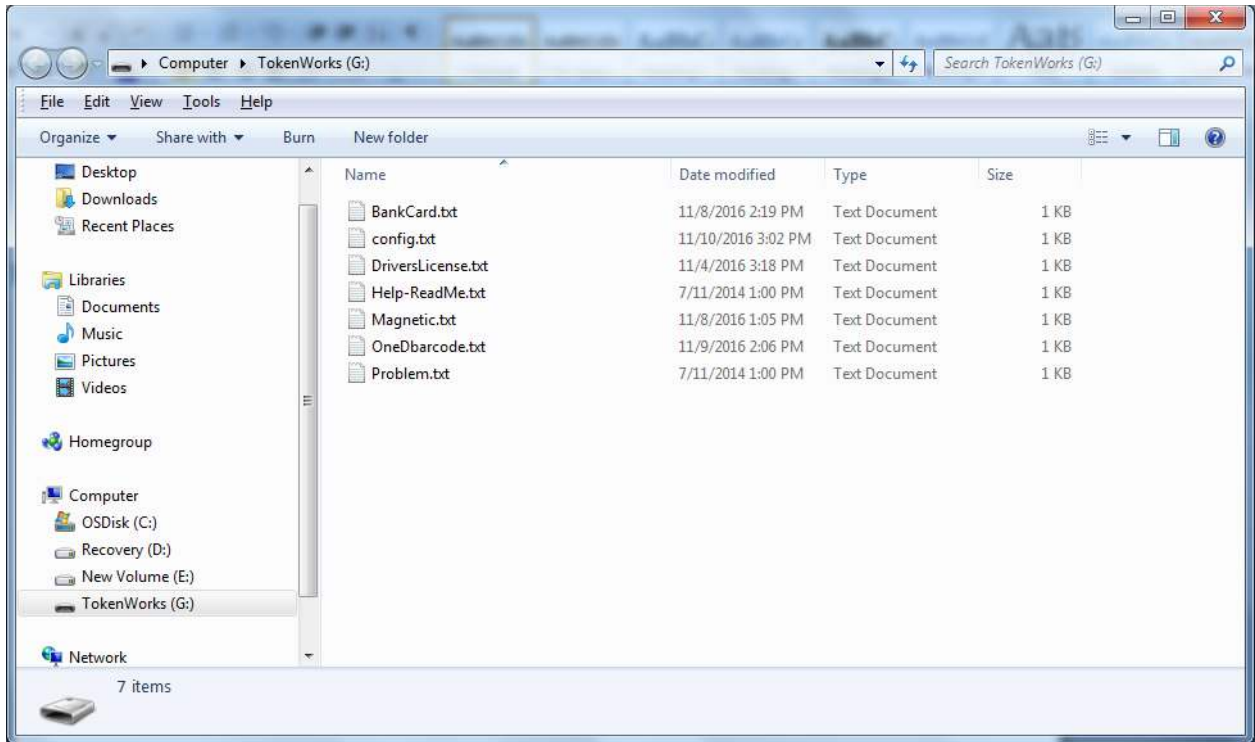 Computer TokenWorks (G:) Search TokenWorks (G:)
File Edit View Tools Help
Organize Share with Burn New folder
Desktop
Downloads
Recent Places
Libraries
Documents
Music
Pictures
Videos
Homegroup
Computer
OSDisk (C:)
Recovery (D:)
New Volume (E:)
TokenWorks (G:)
Network
Name Date modified Type Size
BankCard.txt 11/8/2016 2:19 PM Text Document 1 KB
config.txt 11/10/2016 3:02 PM Text Document 1 KB
DriversLicense.txt 11/4/2016 3:18 PM Text Document 1 KB
Help-ReadMe.txt 7/11/2014 1:00 PM Text Document 1 KB
Magnetic.txt 11/8/2016 1:05 PM Text Document 1 KB
OneDbarcode.txt 11/9/2016 2:06 PM Text Document 1 KB
Problem.txt 7/11/2014 1:00 PM Text Document 1 KB
7 items